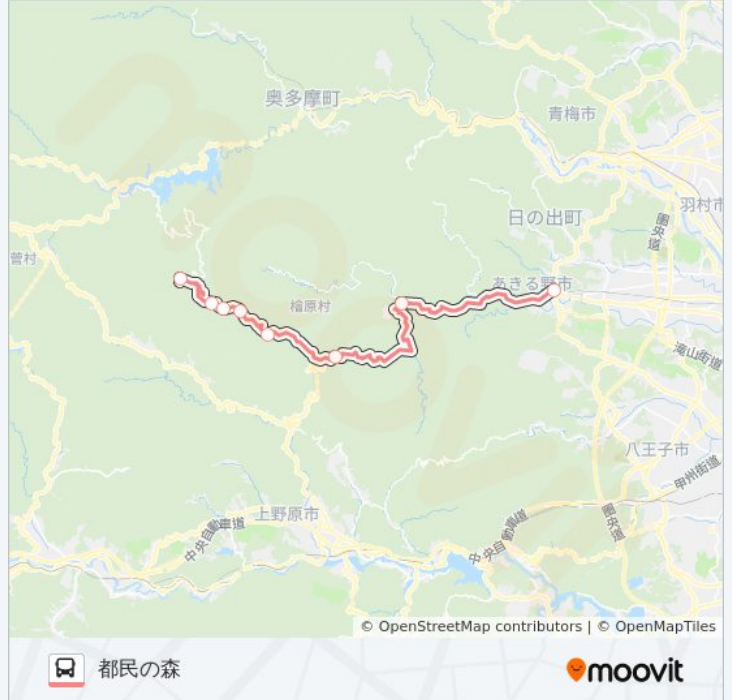 奥多摩町
青梅市
羽村市
日の出町
圏央道
菅村
あきる野市
檜原村
滝山街道
八王子市
甲州街道
上野原市
中央自動車道
中央自動車道
圏央道
© OpenStreetMap contributors | © OpenMapTiles
都民の森
moovit